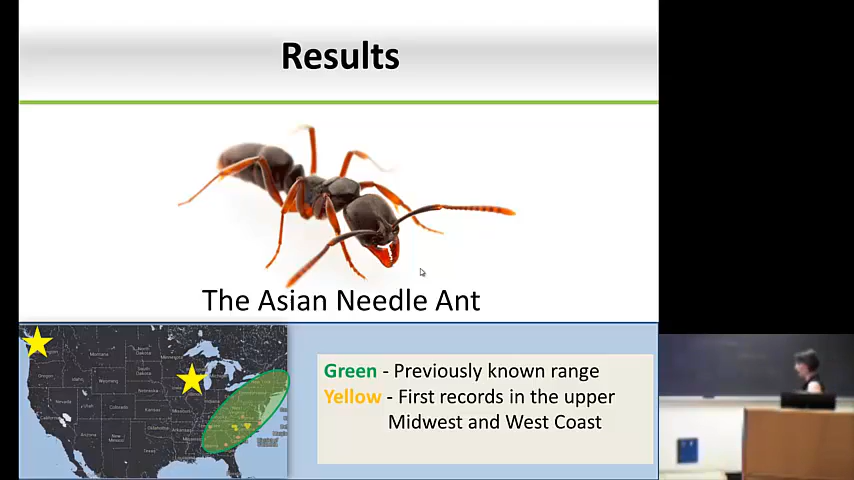 Results
The Asian Needle Ant
Green - Previously known range
Yellow - First records in the upper
Midwest and West Coast